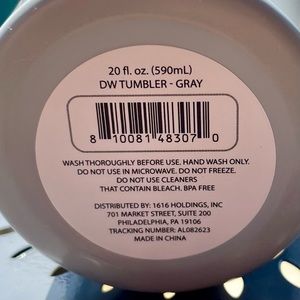 20 fl. oz. (590mL)
DW TUMBLER - GRAY
8 10081 48307 0
WASH THOROUGHLY BEFORE USE. HAND WASH ONLY.
DO NOT USE IN MICROWAVE. DO NOT FREEZE.
DO NOT USE CLEANERS
THAT CONTAIN BLEACH. BPA FREE
DISTRIBUTED BY: 1616 HOLDINGS, INC
701 MARKET STREET, SUITE 200
PHILADELPHIA, PA 19106
TRACKING NUMBER: AL082623
MADE IN CHINA